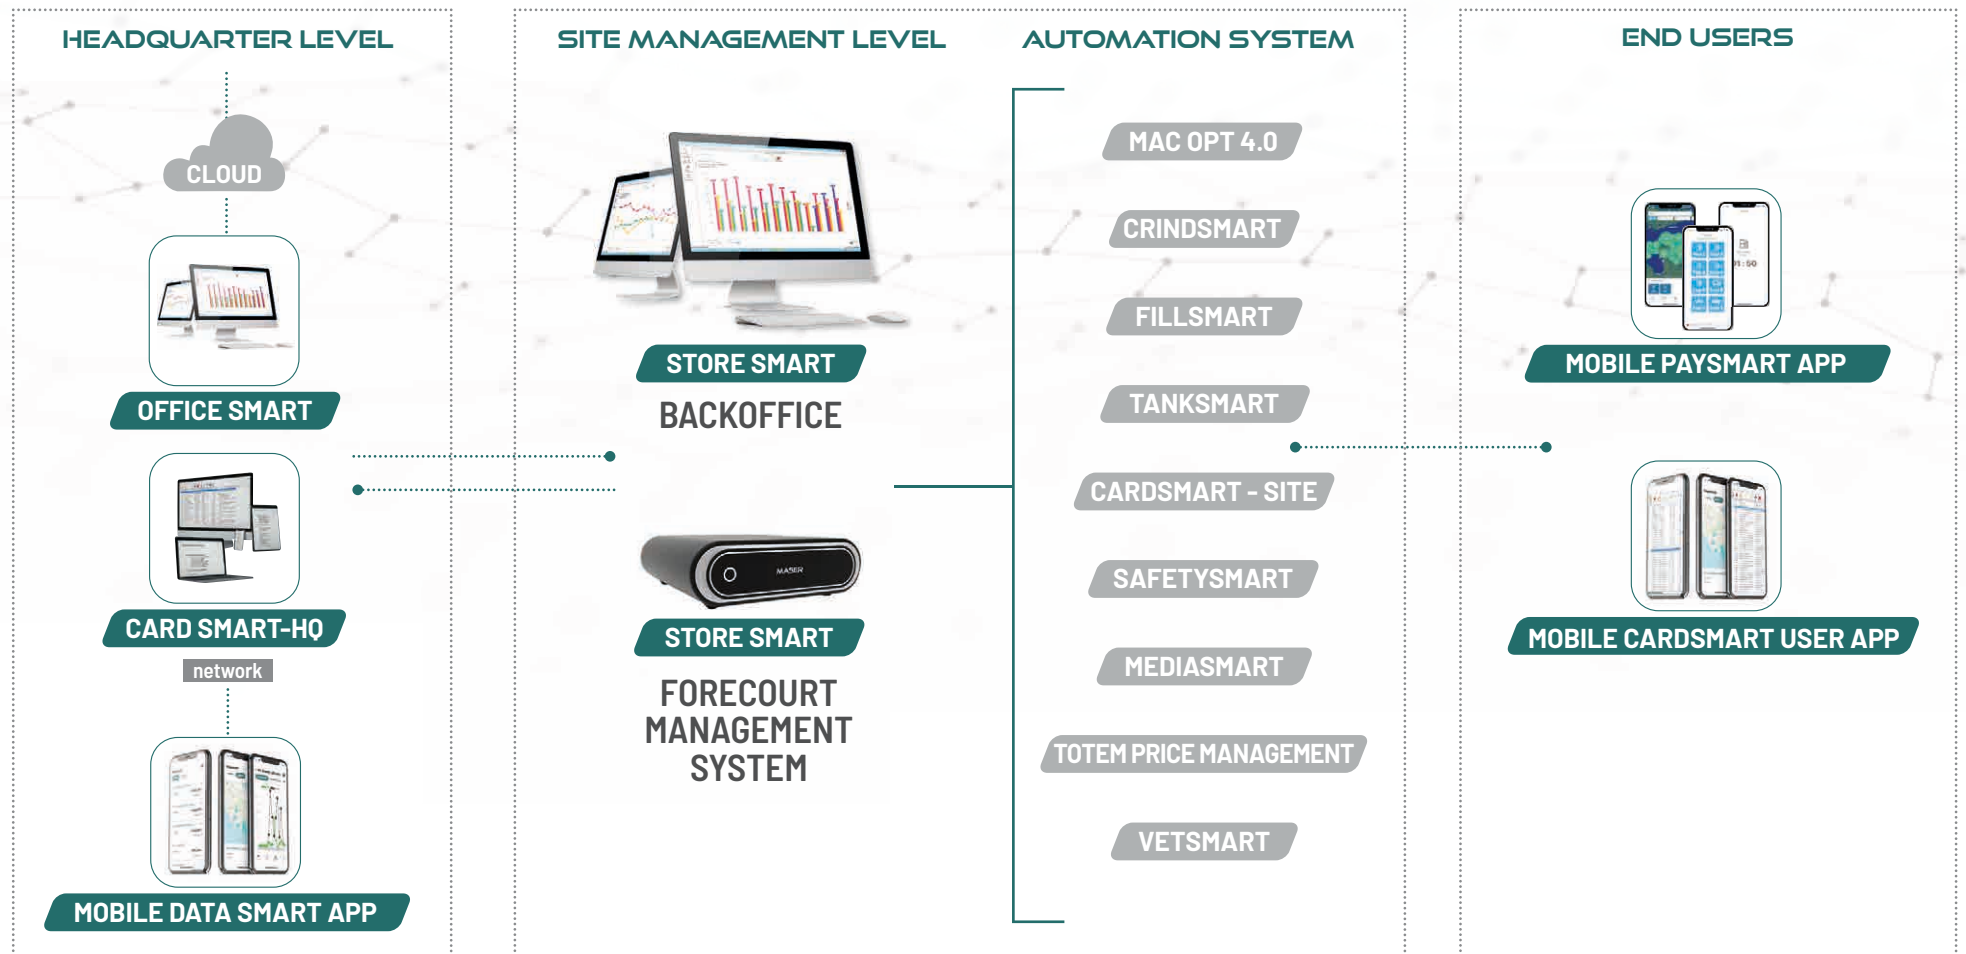 HEADQUARTER LEVEL
CLOUD
OFFICE SMART
CARD SMART-HQ
network
MOBILE DATA SMART APP
SITE MANAGEMENT LEVEL
STORE SMART
BACKOFFICE
MASER
STORE SMART
FORECOURT
MANAGEMENT
SYSTEM
AUTOMATION SYSTEM
MAC OPT 4.0
CRINDSMART
FILLSMART
TANKSMART
CARDSMART - SITE
SAFETYSMART
MEDIASMART
TOTEM PRICE MANAGEMENT
VETSMART
END USERS
MOBILE PAYSMART APP
MOBILE CARDSMART USER APP